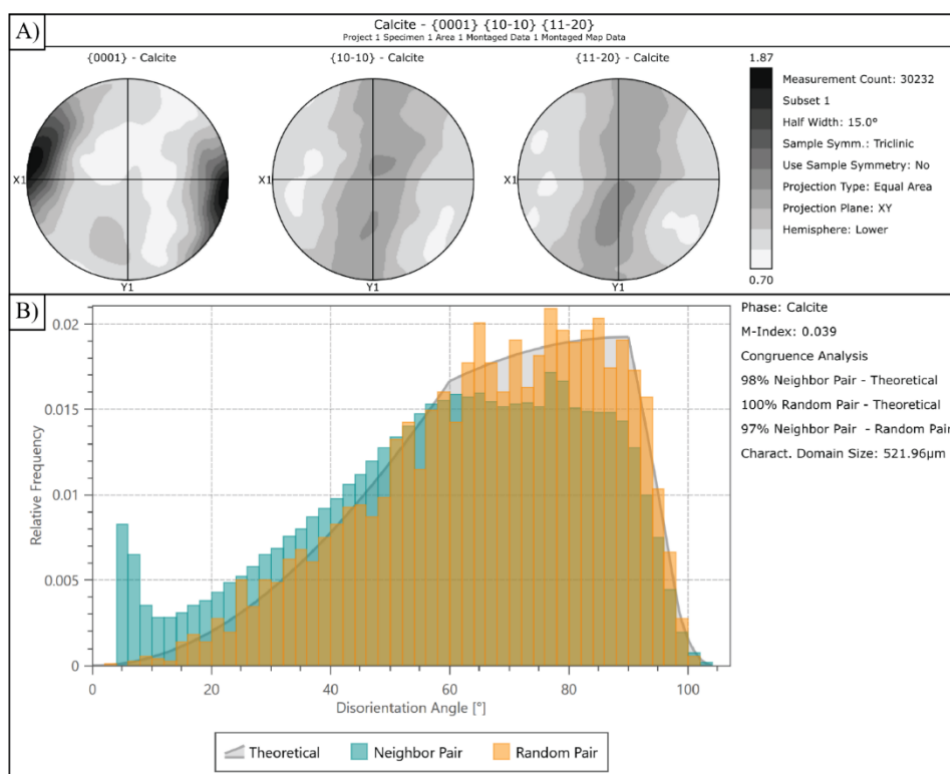 A)
Calcite - {0001} {10-10} {11-20}
Project 1 Specimen 1 Area 1 Montaged Data 1 Montaged Map Data
{0001} - Calcite
{10-10} - Calcite
{11-20} - Calcite
X1
Y1
X1
Y1
X1
Y1
1.87
0.70
Measurement Count: 30232
Subset 1
Half Width: 15.0°
Sample Symm.: Triclinic
Use Sample Symmetry: No
Projection Type: Equal Area
Projection Plane: XY
Hemisphere: Lower
B)
Relative Frequency
0.02
0.015
0.01
0.005
0
0 20 40 60 80 100
Disorientation Angle [°]
Phase: Calcite
M-Index: 0.039
Congruence Analysis
98% Neighbor Pair - Theoretical
100% Random Pair - Theoretical
97% Neighbor Pair - Random Pair
Charact. Domain Size: 521.96µm
Theoretical Neighbor Pair Random Pair